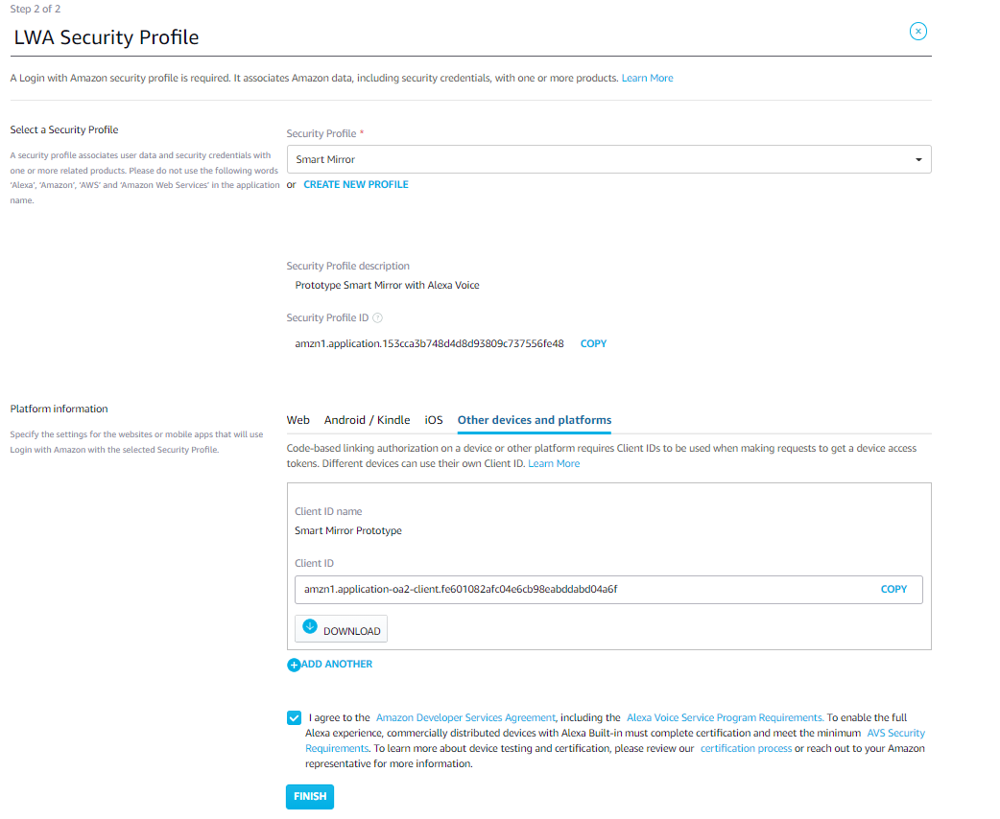 Step 2 of 2
LWA Security Profile
A Login with Amazon security profile is required. It associates Amazon data, including security credentials, with one or more products. Learn More
Select a Security Profile
A security profile associates user data and security credentials with
one or more related products. Please do not use the following words
'Alexa', 'Amazon', 'AWS' and 'Amazon Web Services' in the application
name.
Security Profile *
Smart Mirror
or CREATE NEW PROFILE
Security Profile description
Prototype Smart Mirror with Alexa Voice
Security Profile ID ?
amzn1.application.153cca3b748d4d8d93809c737556fe48 COPY
Platform information
Specify the settings for the websites or mobile apps that will use
Login with Amazon with the selected Security Profile.
Web Android / Kindle iOS Other devices and platforms
Code-based linking authorization on a device or other platform requires Client IDs to be used when making requests to get a device access
tokens. Different devices can use their own Client ID. Learn More
Client ID name
Smart Mirror Prototype
Client ID
amzn1.application-oa2-client.fe601082afc04e6cb98eabddabd04a6f COPY
DOWNLOAD
ADD ANOTHER
I agree to the Amazon Developer Services Agreement, including the Alexa Voice Service Program Requirements. To enable the full
Alexa experience, commercially distributed devices with Alexa Built-in must complete certification and meet the minimum AVS Security
Requirements. To learn more about device testing and certification, please review our certification process or reach out to your Amazon
representative for more information.
FINISH